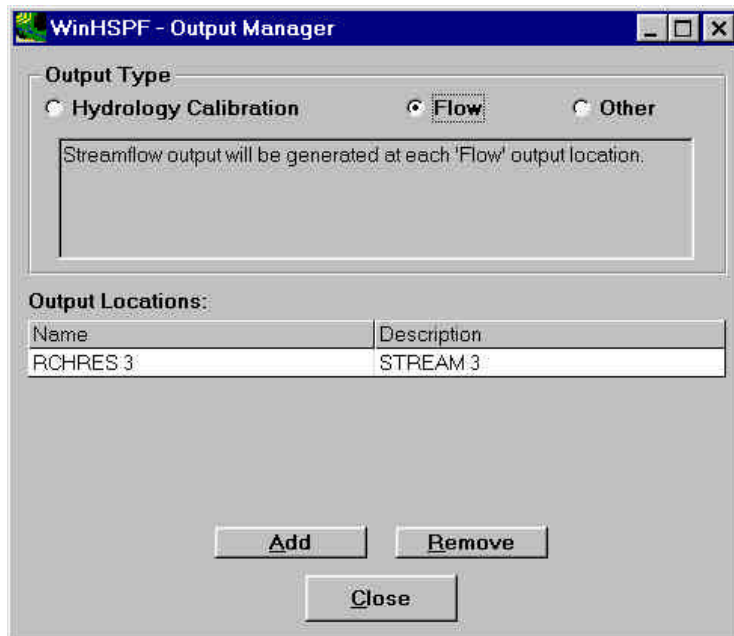 WinHSPF - Output Manager
Output Type
Hydrology Calibration Flow Other
Streamflow output will be generated at each 'Flow' output location.
Output Locations:
Name Description
RCHRES 3 STREAM 3
Add Remove
Close